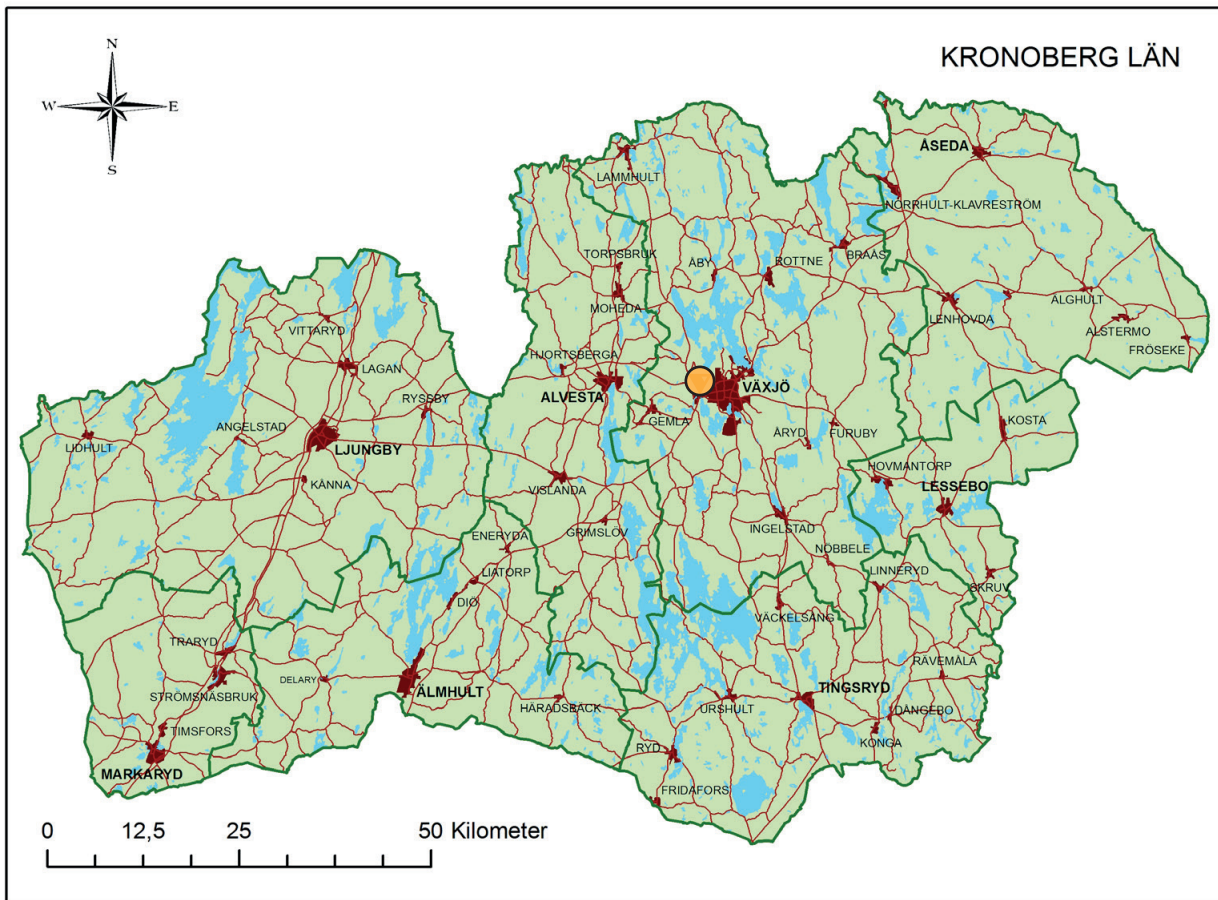 KRONOBERG LÄN
N
W E
S
ÅSEDA
LAMMHULT
NORRHULT-KLAVRESTRÖM
TORPSBRUK
ÅBY
ROTTNE
BRAÅS
MOHEDA
LENHOVDA
ÄLGHULT
ALSTERMO
VITTARYD
FRÖSEKE
HJORTSBERGA
LAGAN
ALVESTA
VÄXJÖ
RYSSBY
GEMLA
KOSTA
ANGELSTAD
ÅRYD
FURUBY
LIDHULT
LJUNGBY
HOVMANTORP
KÅNNA
VISLANDA
LESSEBO
GRIMSLÖV
INGELSTAD
ENERYDA
NÖBBELE
LIATORP
LINNERYD
SKRUV
DIÖ
VÄCKELSÅNG
TRARYD
RÄVEMÅLA
DELARY
ÄLMHULT
TINGSRYD
STRÖMSNÄSBRUK
HÄRADSBÄCK
URSHULT
DÅNGEBO
TIMSFORS
KONGA
RYD
MARKARYD
FRIDAFORS
0 12,5 25 50 Kilometer